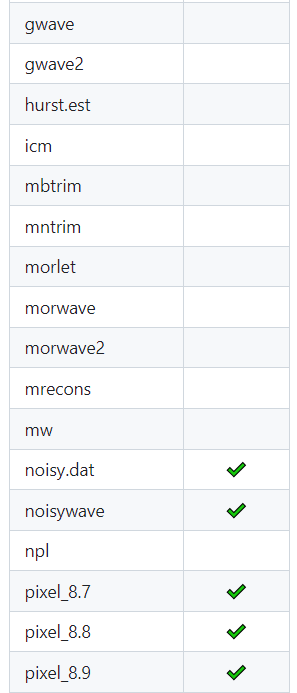 gwave
gwave2
hurst.est
icm
mbtrim
mntrim
morlet
morwave
morwave2
mrecons
mw
noisy.dat
noisywave
npl
pixel_8.7
pixel_8.8
pixel_8.9